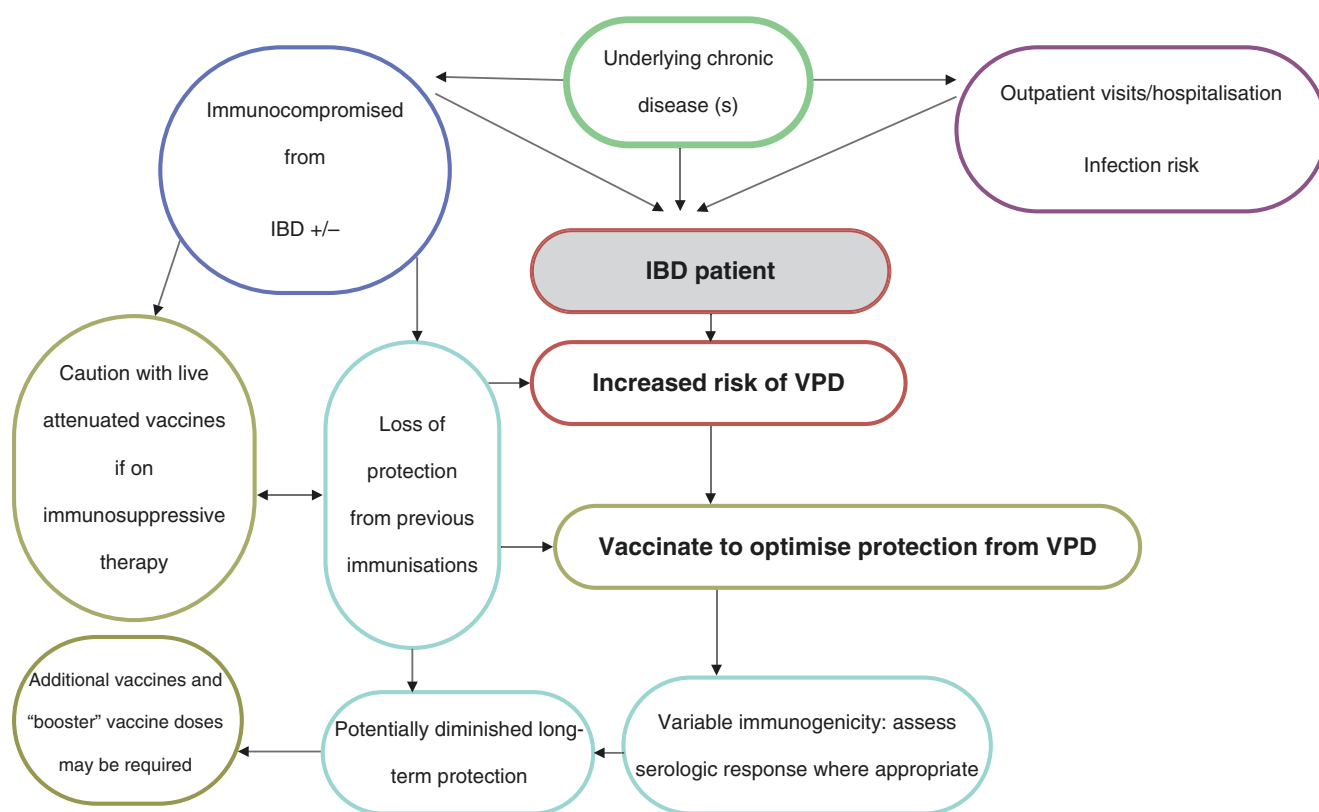 Underlying chronic
disease (s)
Immunocompromised
from
IBD +/–
Outpatient visits/hospitalisation
Infection risk
IBD patient
Increased risk of VPD
Caution with live
attenuated vaccines
if on
immunosuppressive
therapy
Loss of
protection
from previous
immunisations
Vaccinate to optimise protection from VPD
Additional vaccines and
“booster” vaccine doses
may be required
Potentially diminished long-
term protection
Variable immunogenicity: assess
serologic response where appropriate